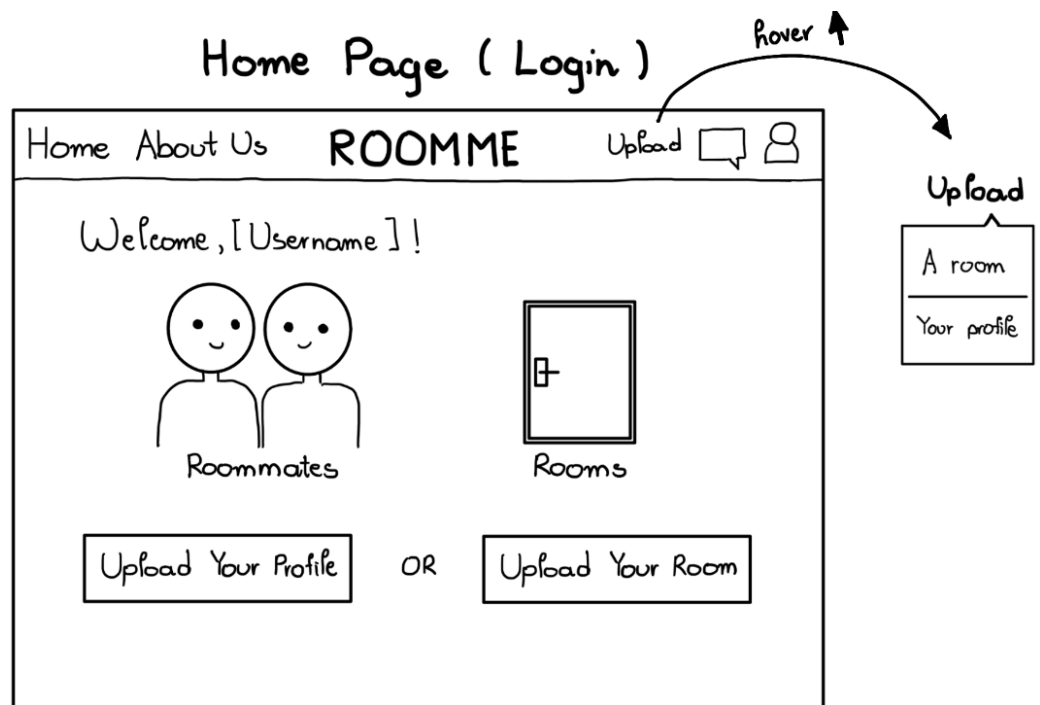 hover
Home Page ( Login )
Home About Us ROOMME Upload
Upload
Welcome, [Username]!
A room
Your profile
Roommates Rooms
Upload Your Profile OR Upload Your Room